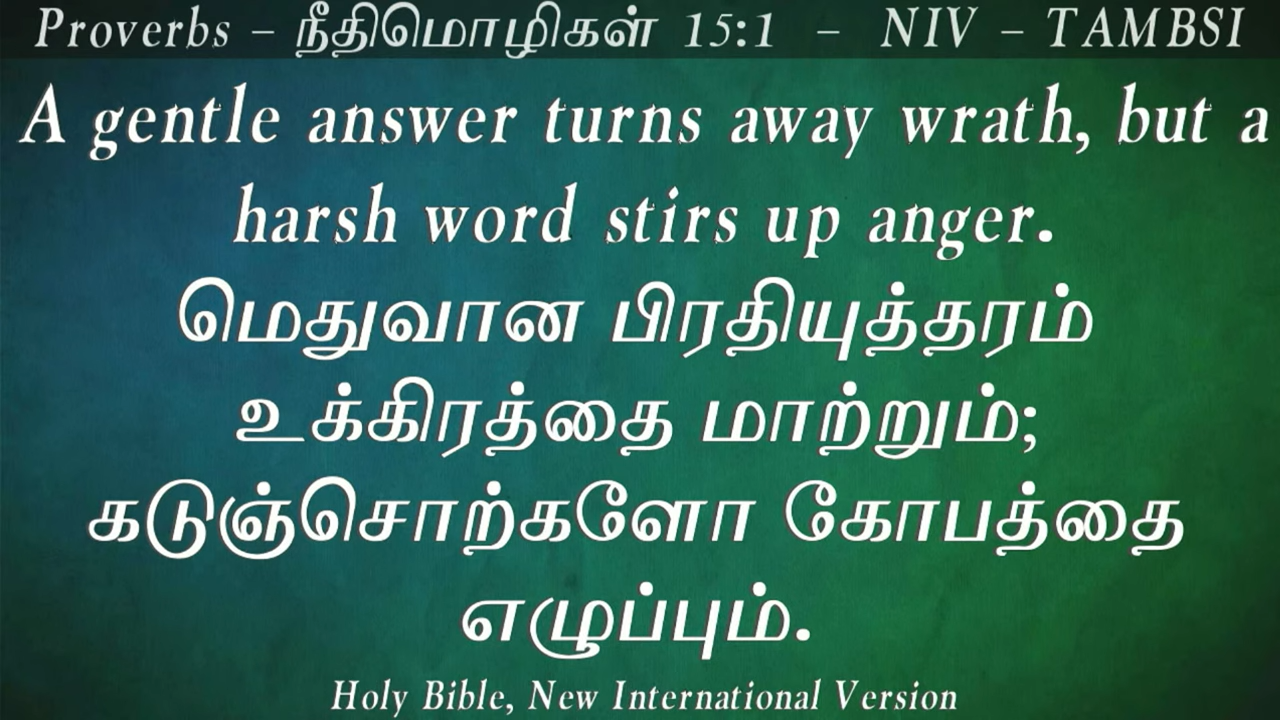 Proverbs – நீதிமொழிகள் 15:1 – NIV – TAMBSI
A gentle answer turns away wrath, but a
harsh word stirs up anger.
மெதுவான பிரதியுத்தரம்
உக்கிரத்தை மாற்றும்;
கடுஞ்சொற்களோ கோபத்தை
எழுப்பும்.
Holy Bible, New International Version